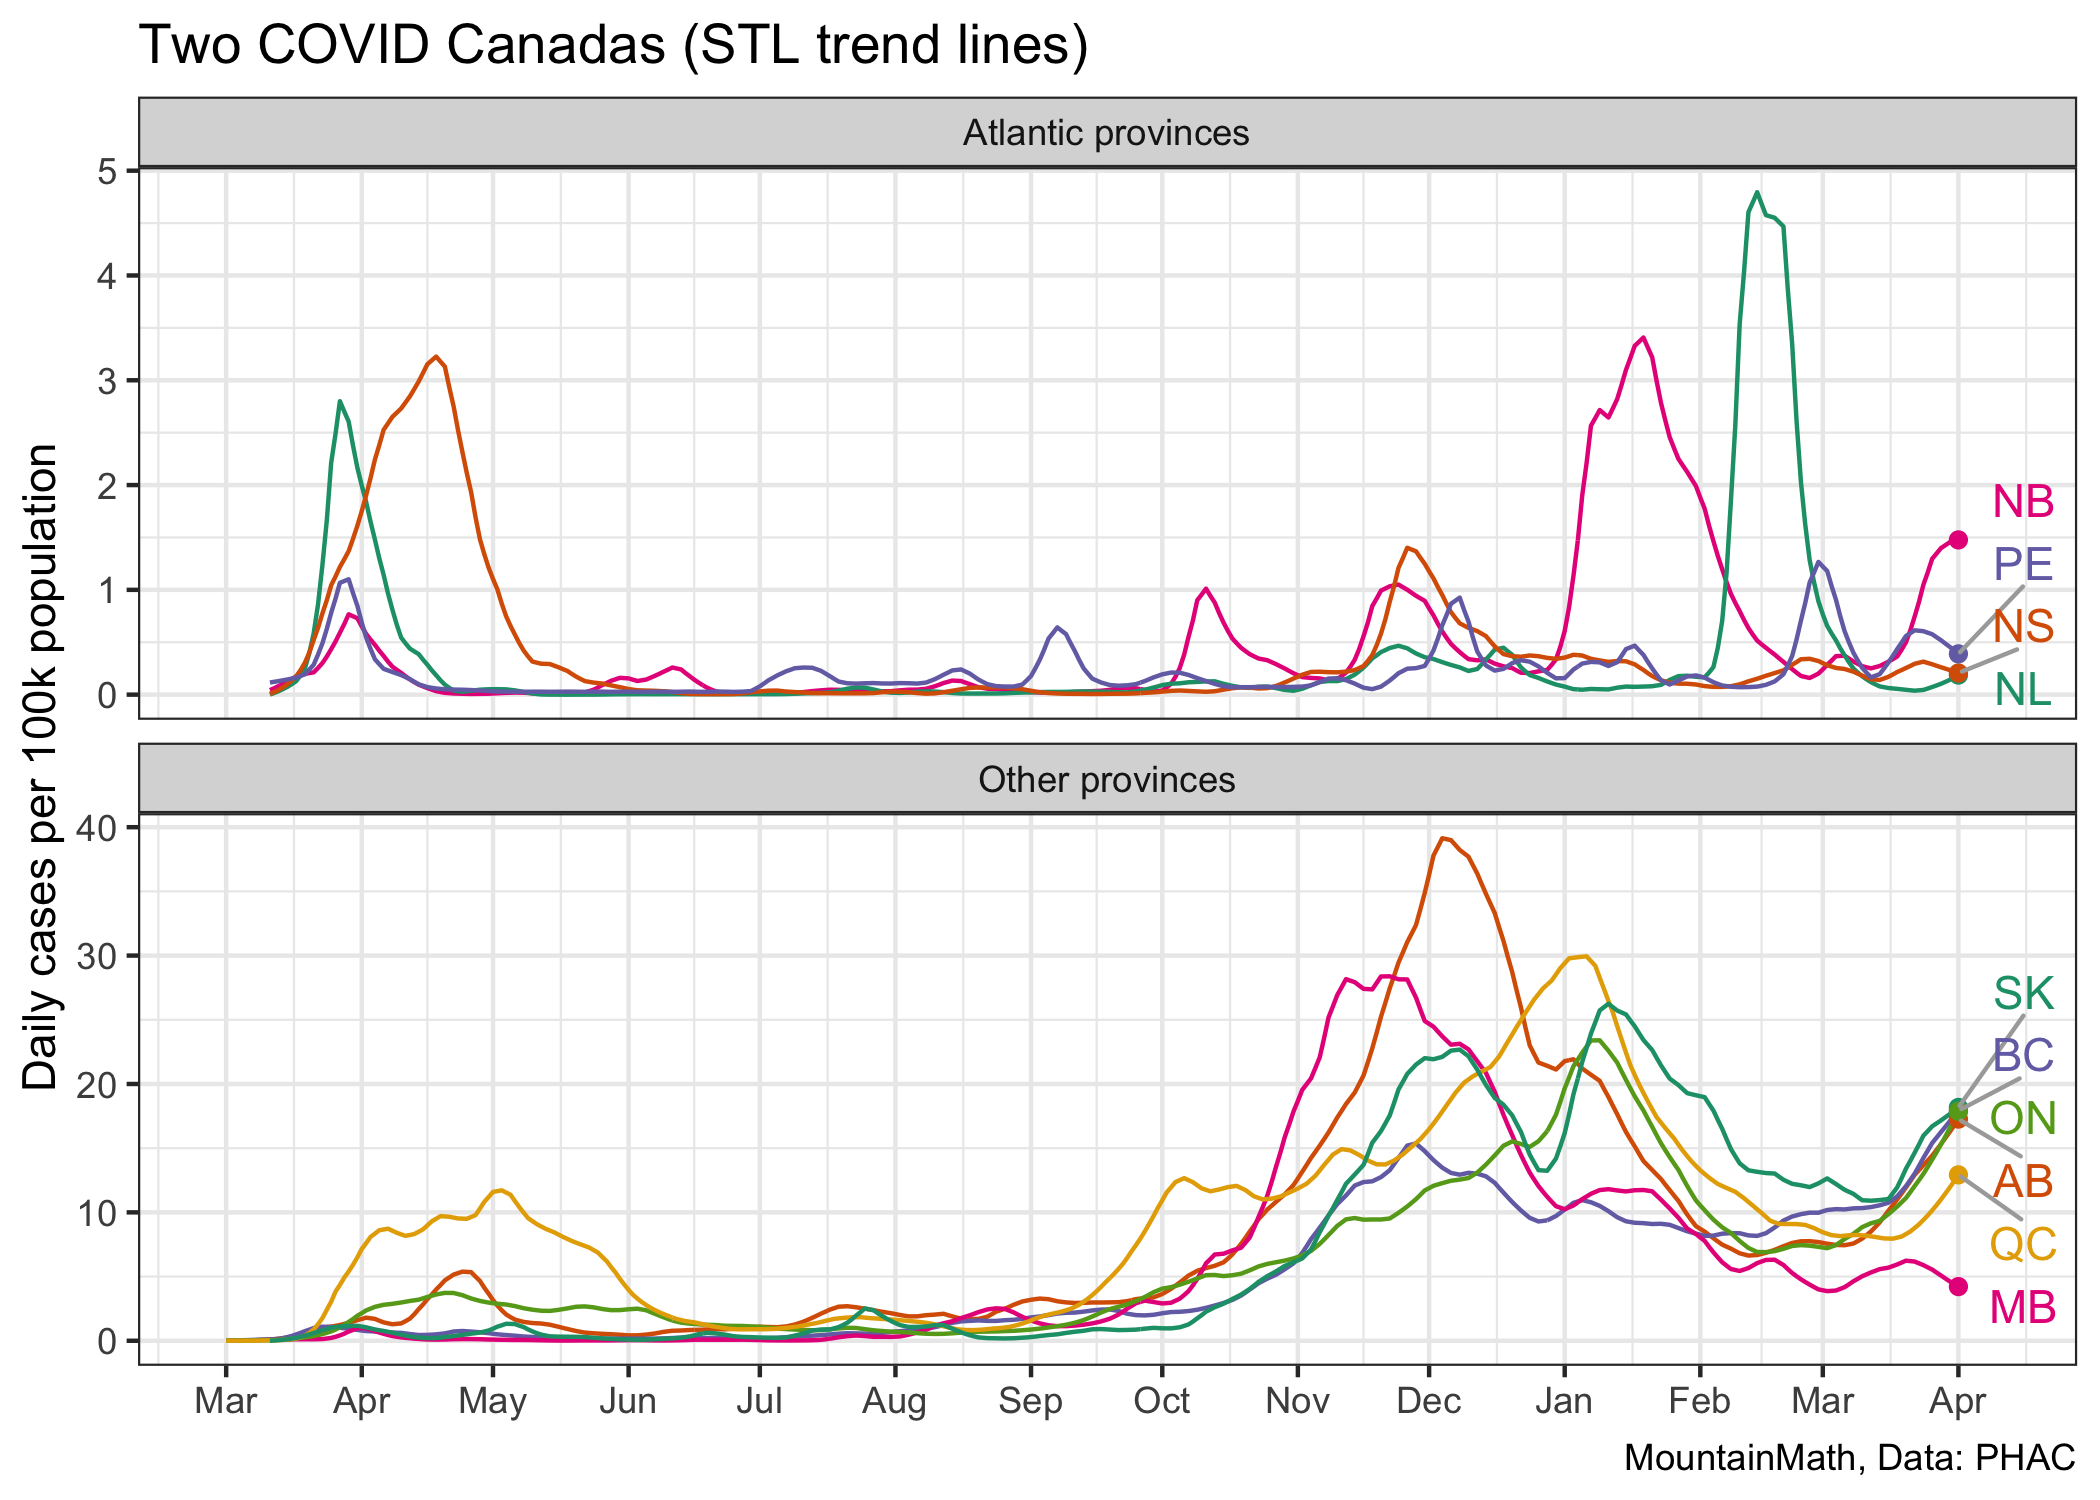 Two COVID Canadas (STL trend lines)
Atlantic provinces
5
4
3
2
1
0
NB
PE
NS
NL
Daily cases per 100k population
Other provinces
40
30
20
10
0
SK
BC
ON
AB
QC
MB
Mar Apr May Jun Jul Aug Sep Oct Nov Dec Jan Feb Mar Apr
MountainMath, Data: PHAC